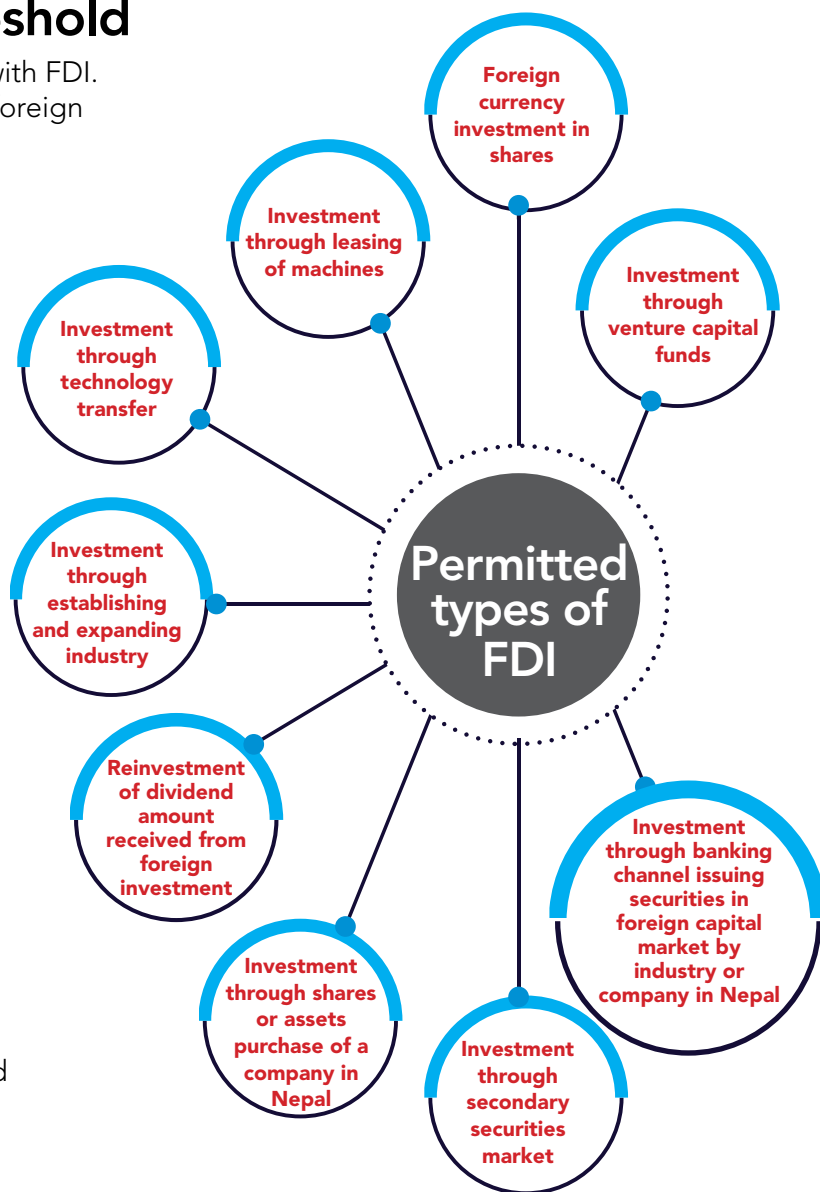 shold
with FDI.
oreign
Foreign
currency
investment in
shares
Investment
through leasing
of machines
Investment
through
venture capital
funds
Investment
through
technology
transfer
Investment
through
establishing
and expanding
industry
Permitted
types of
FDI
Reinvestment
of dividend
amount
received from
foreign
investment
Investment
through banking
channel issuing
securities in
foreign capital
market by
industry or
company in Nepal
Investment
through shares
or assets
purchase of a
company in
Nepal
Investment
through
secondary
securities
market
d